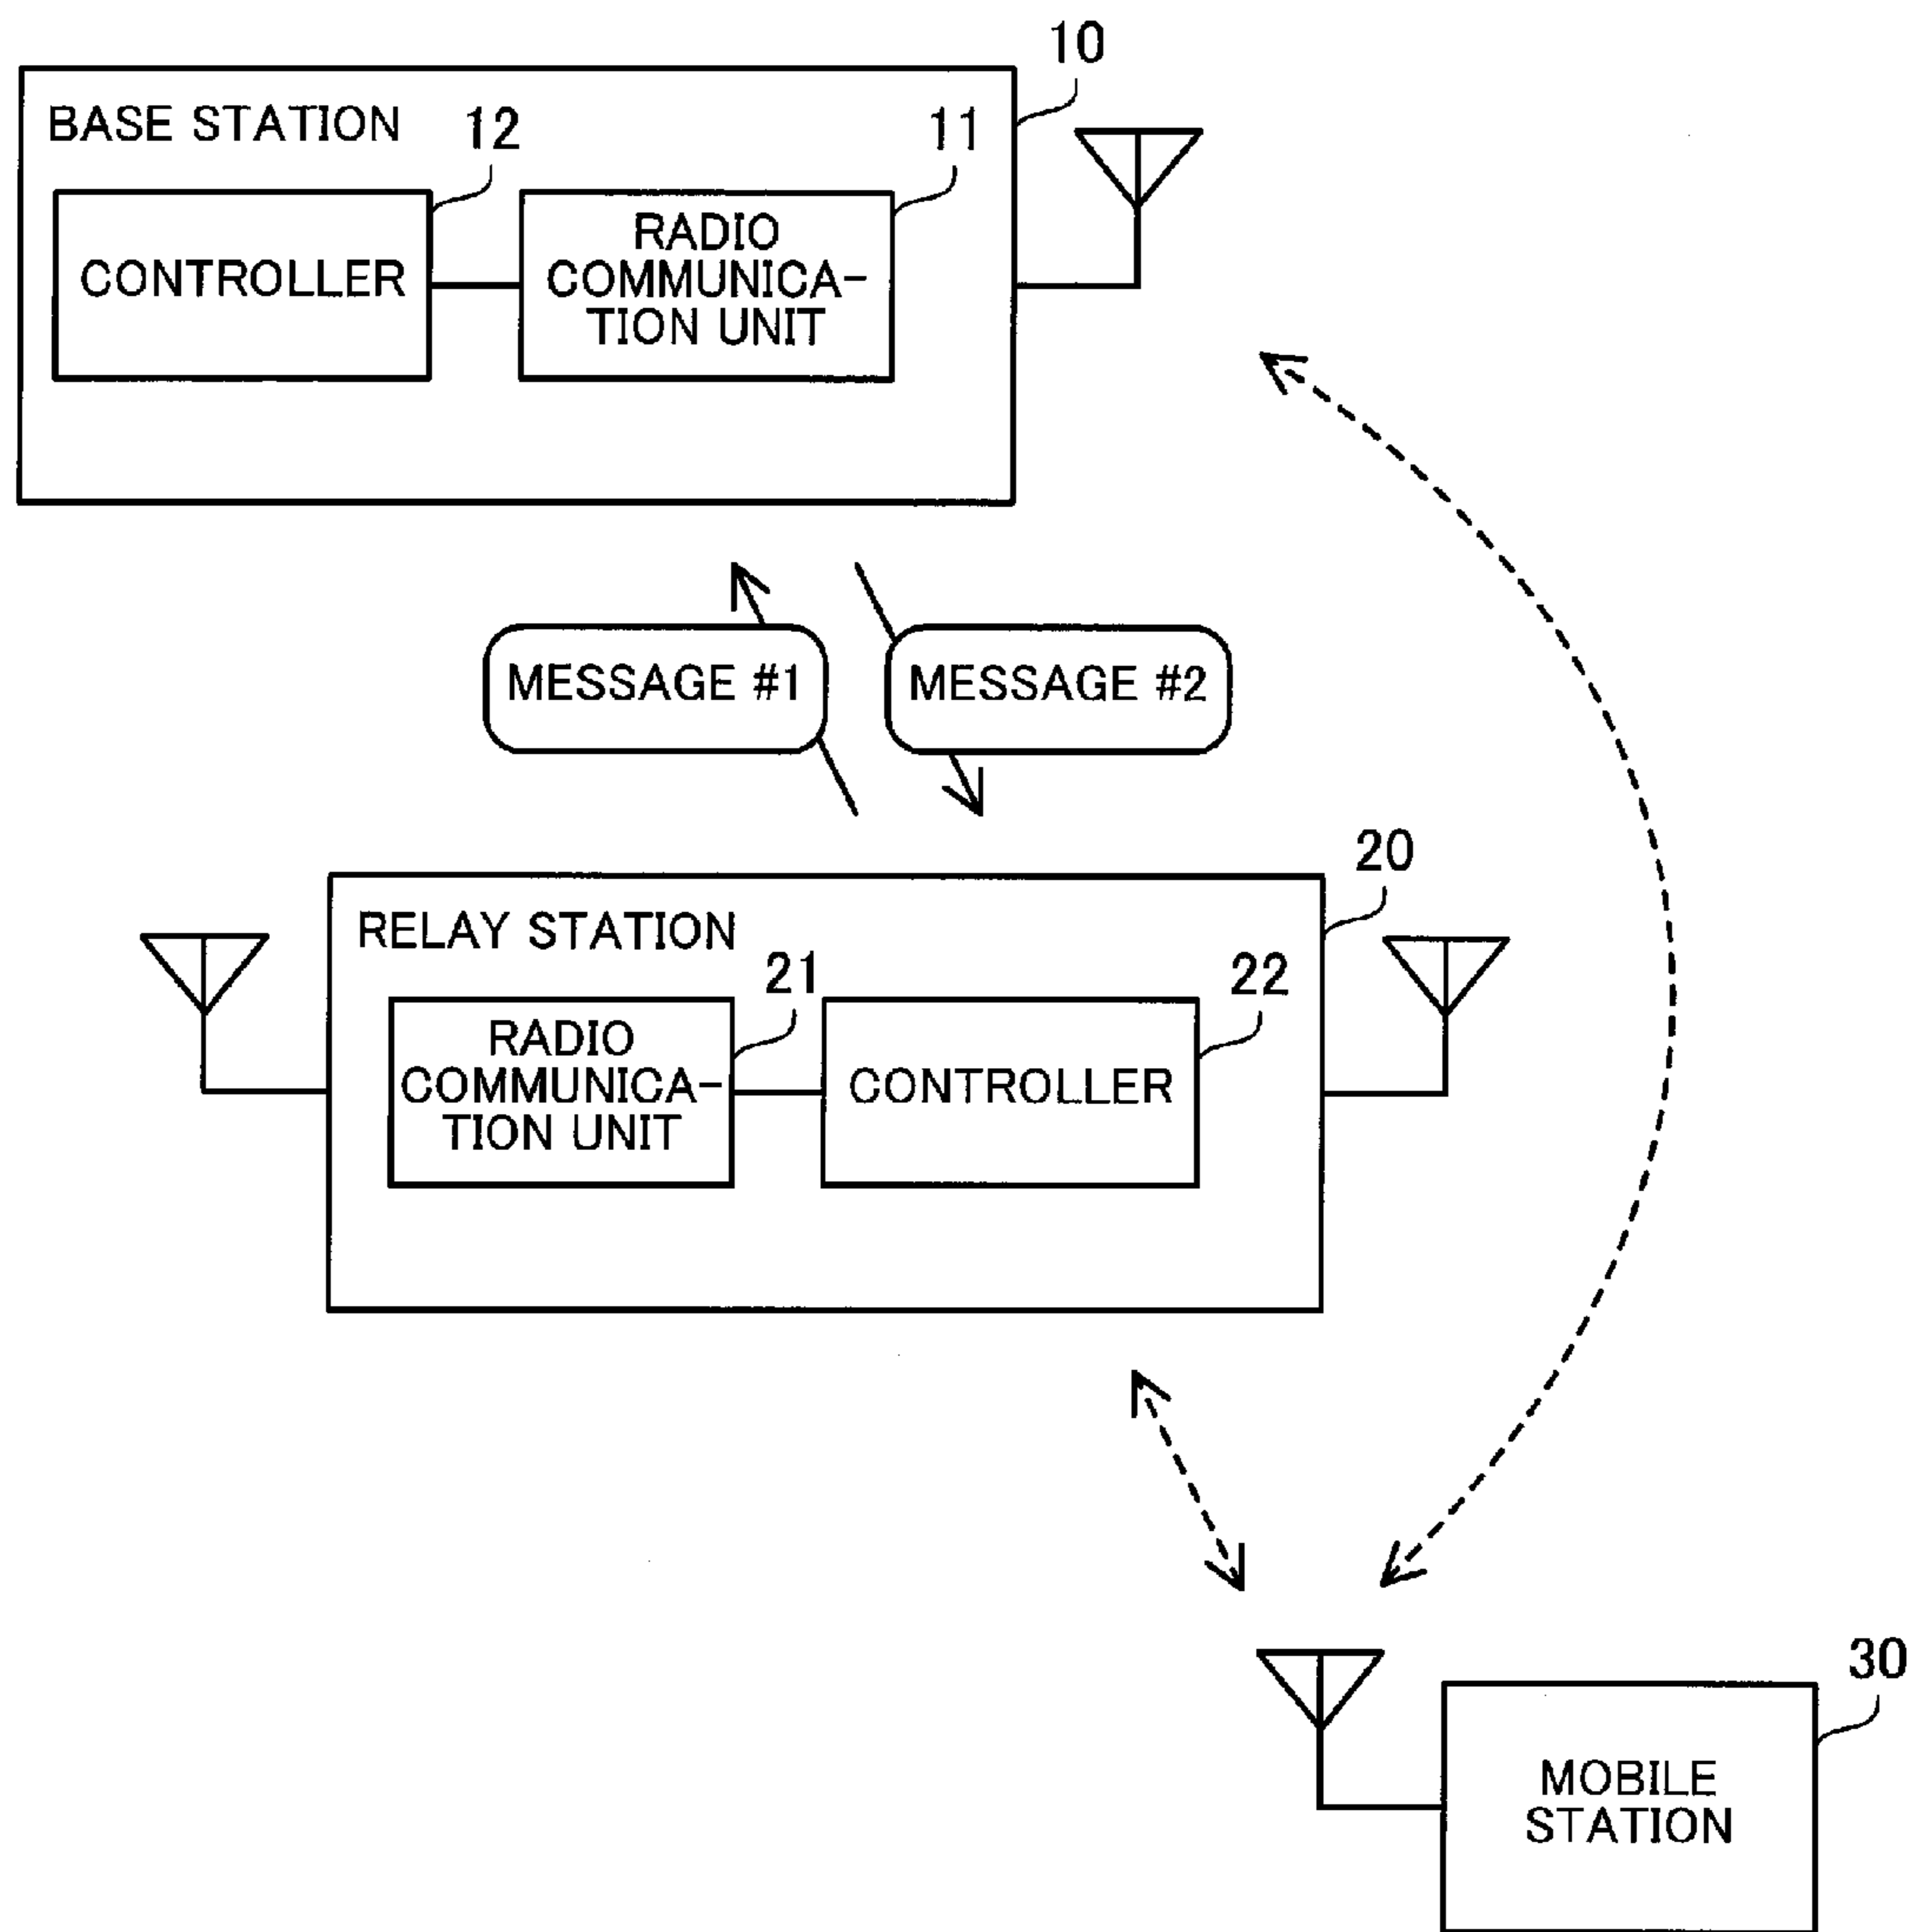 10
BASE STATION
12
11
CONTROLLER
RADIO
COMMUNICA-
TION UNIT
MESSAGE #1
MESSAGE #2
20
RELAY STATION
21
22
RADIO
COMMUNICA-
TION UNIT
CONTROLLER
30
MOBILE
STATION